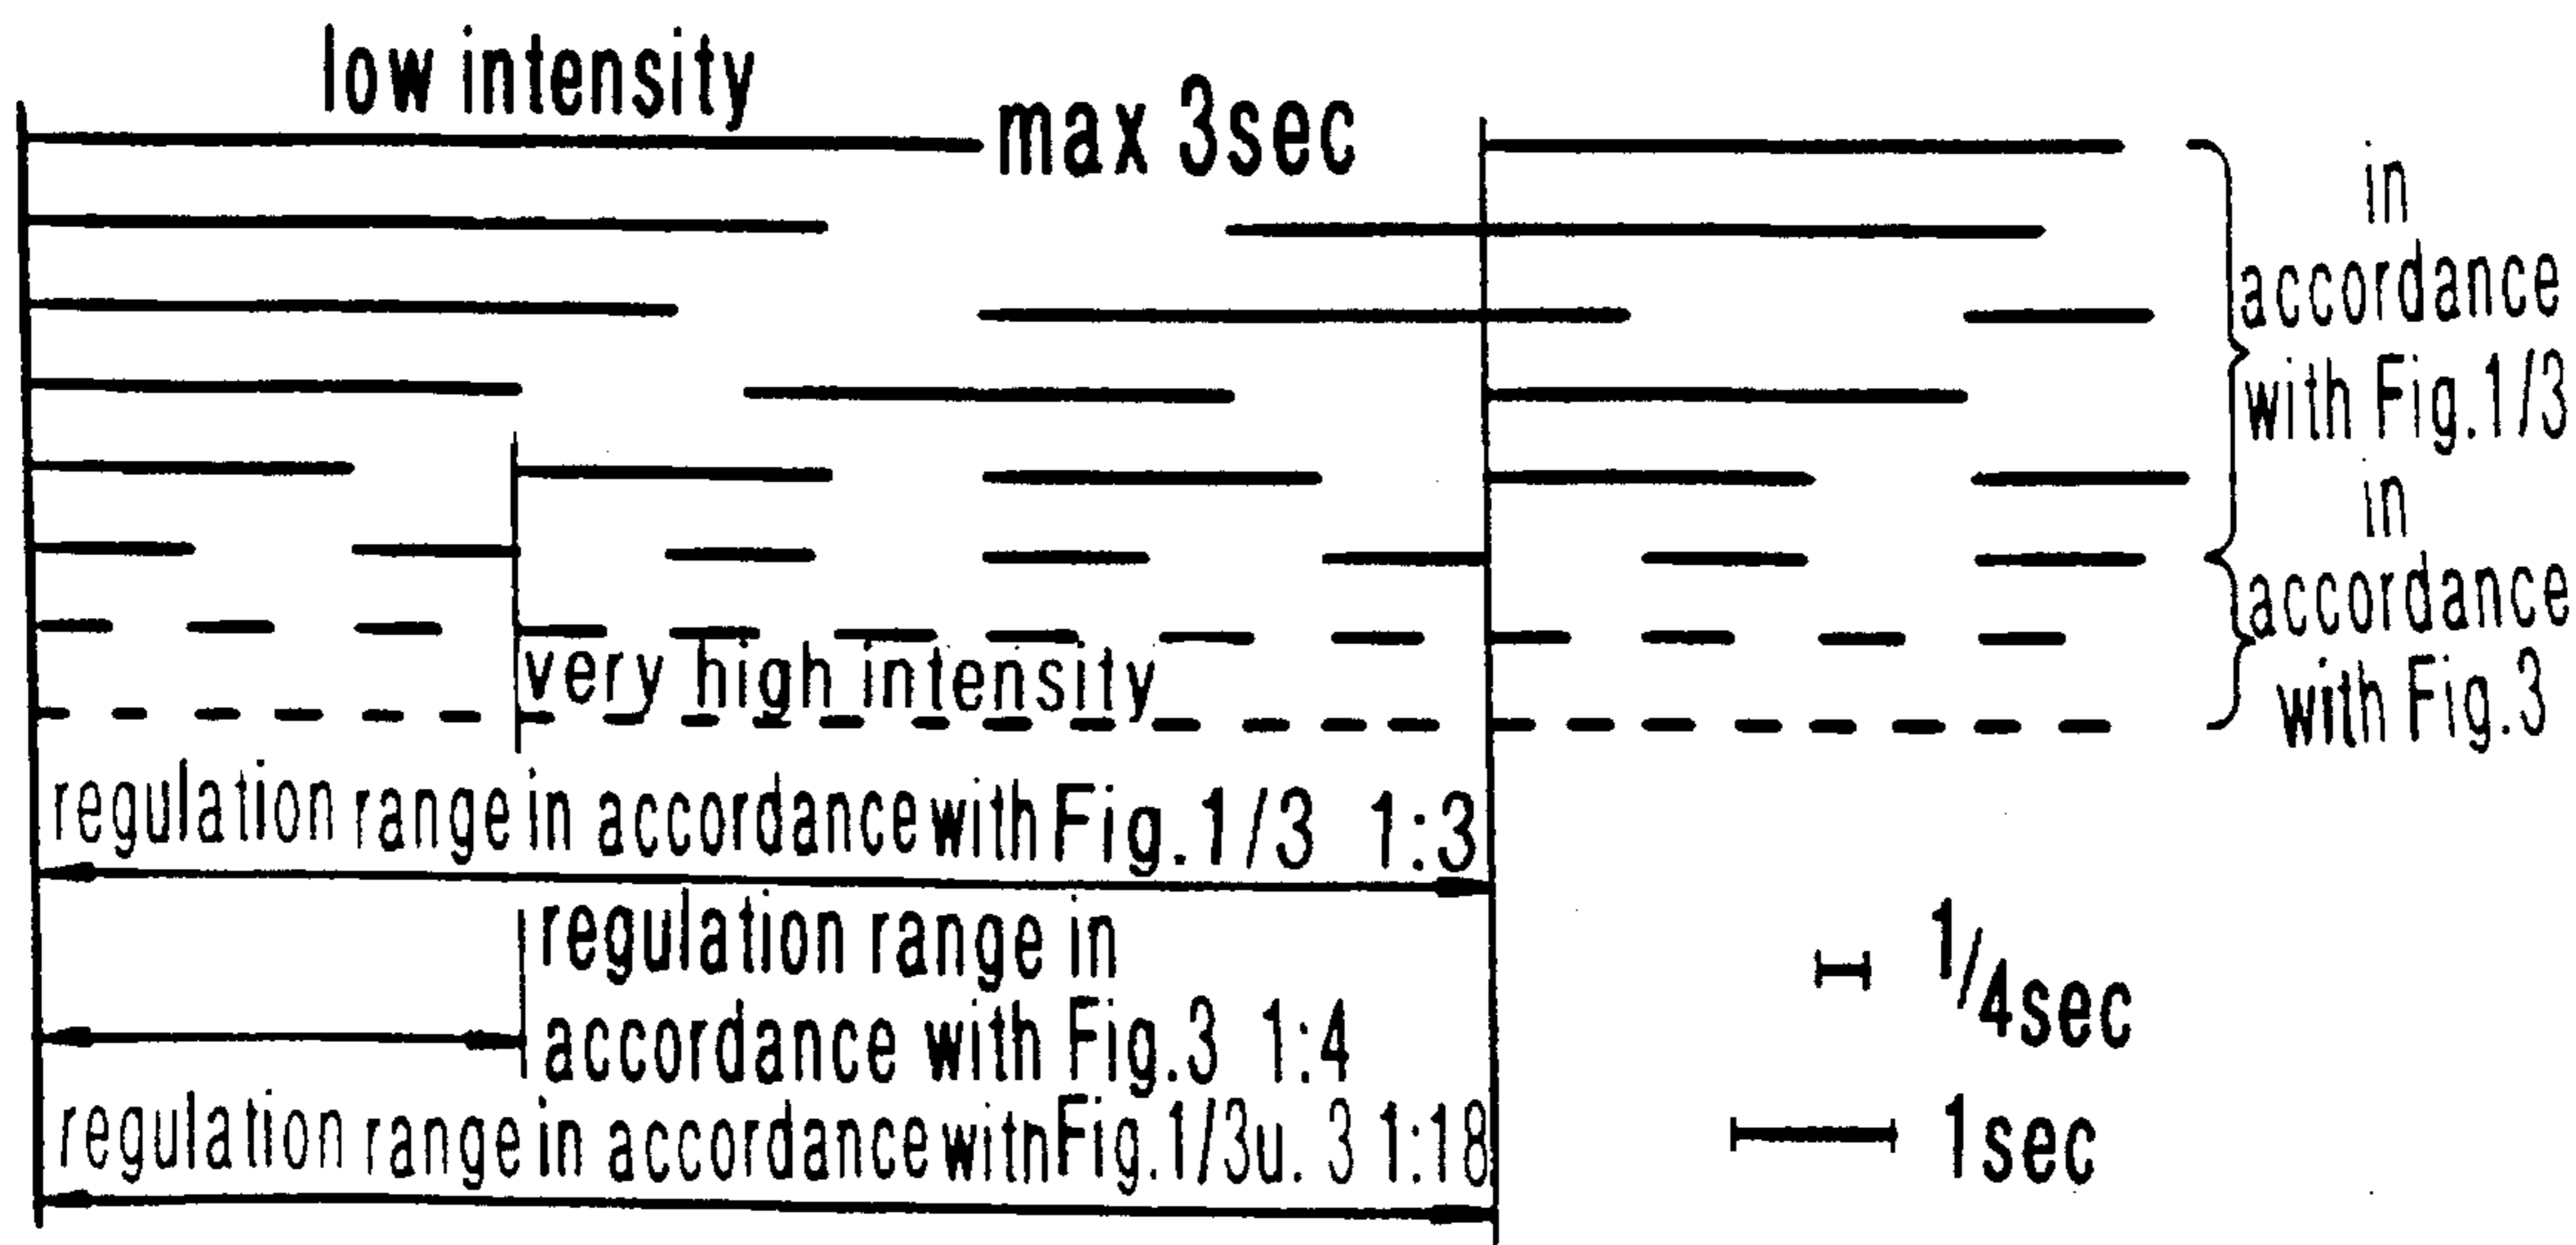 low intensity
max 3sec
in
accordance
with Fig.1/3
in
accordance
with Fig.3
very high intensity
regulation range in accordance with Fig.1/3 1:3
regulation range in
accordance with Fig.3 1:4
regulation range in accordance witnFig.1/3u. 3 1:18
1/4sec
1sec